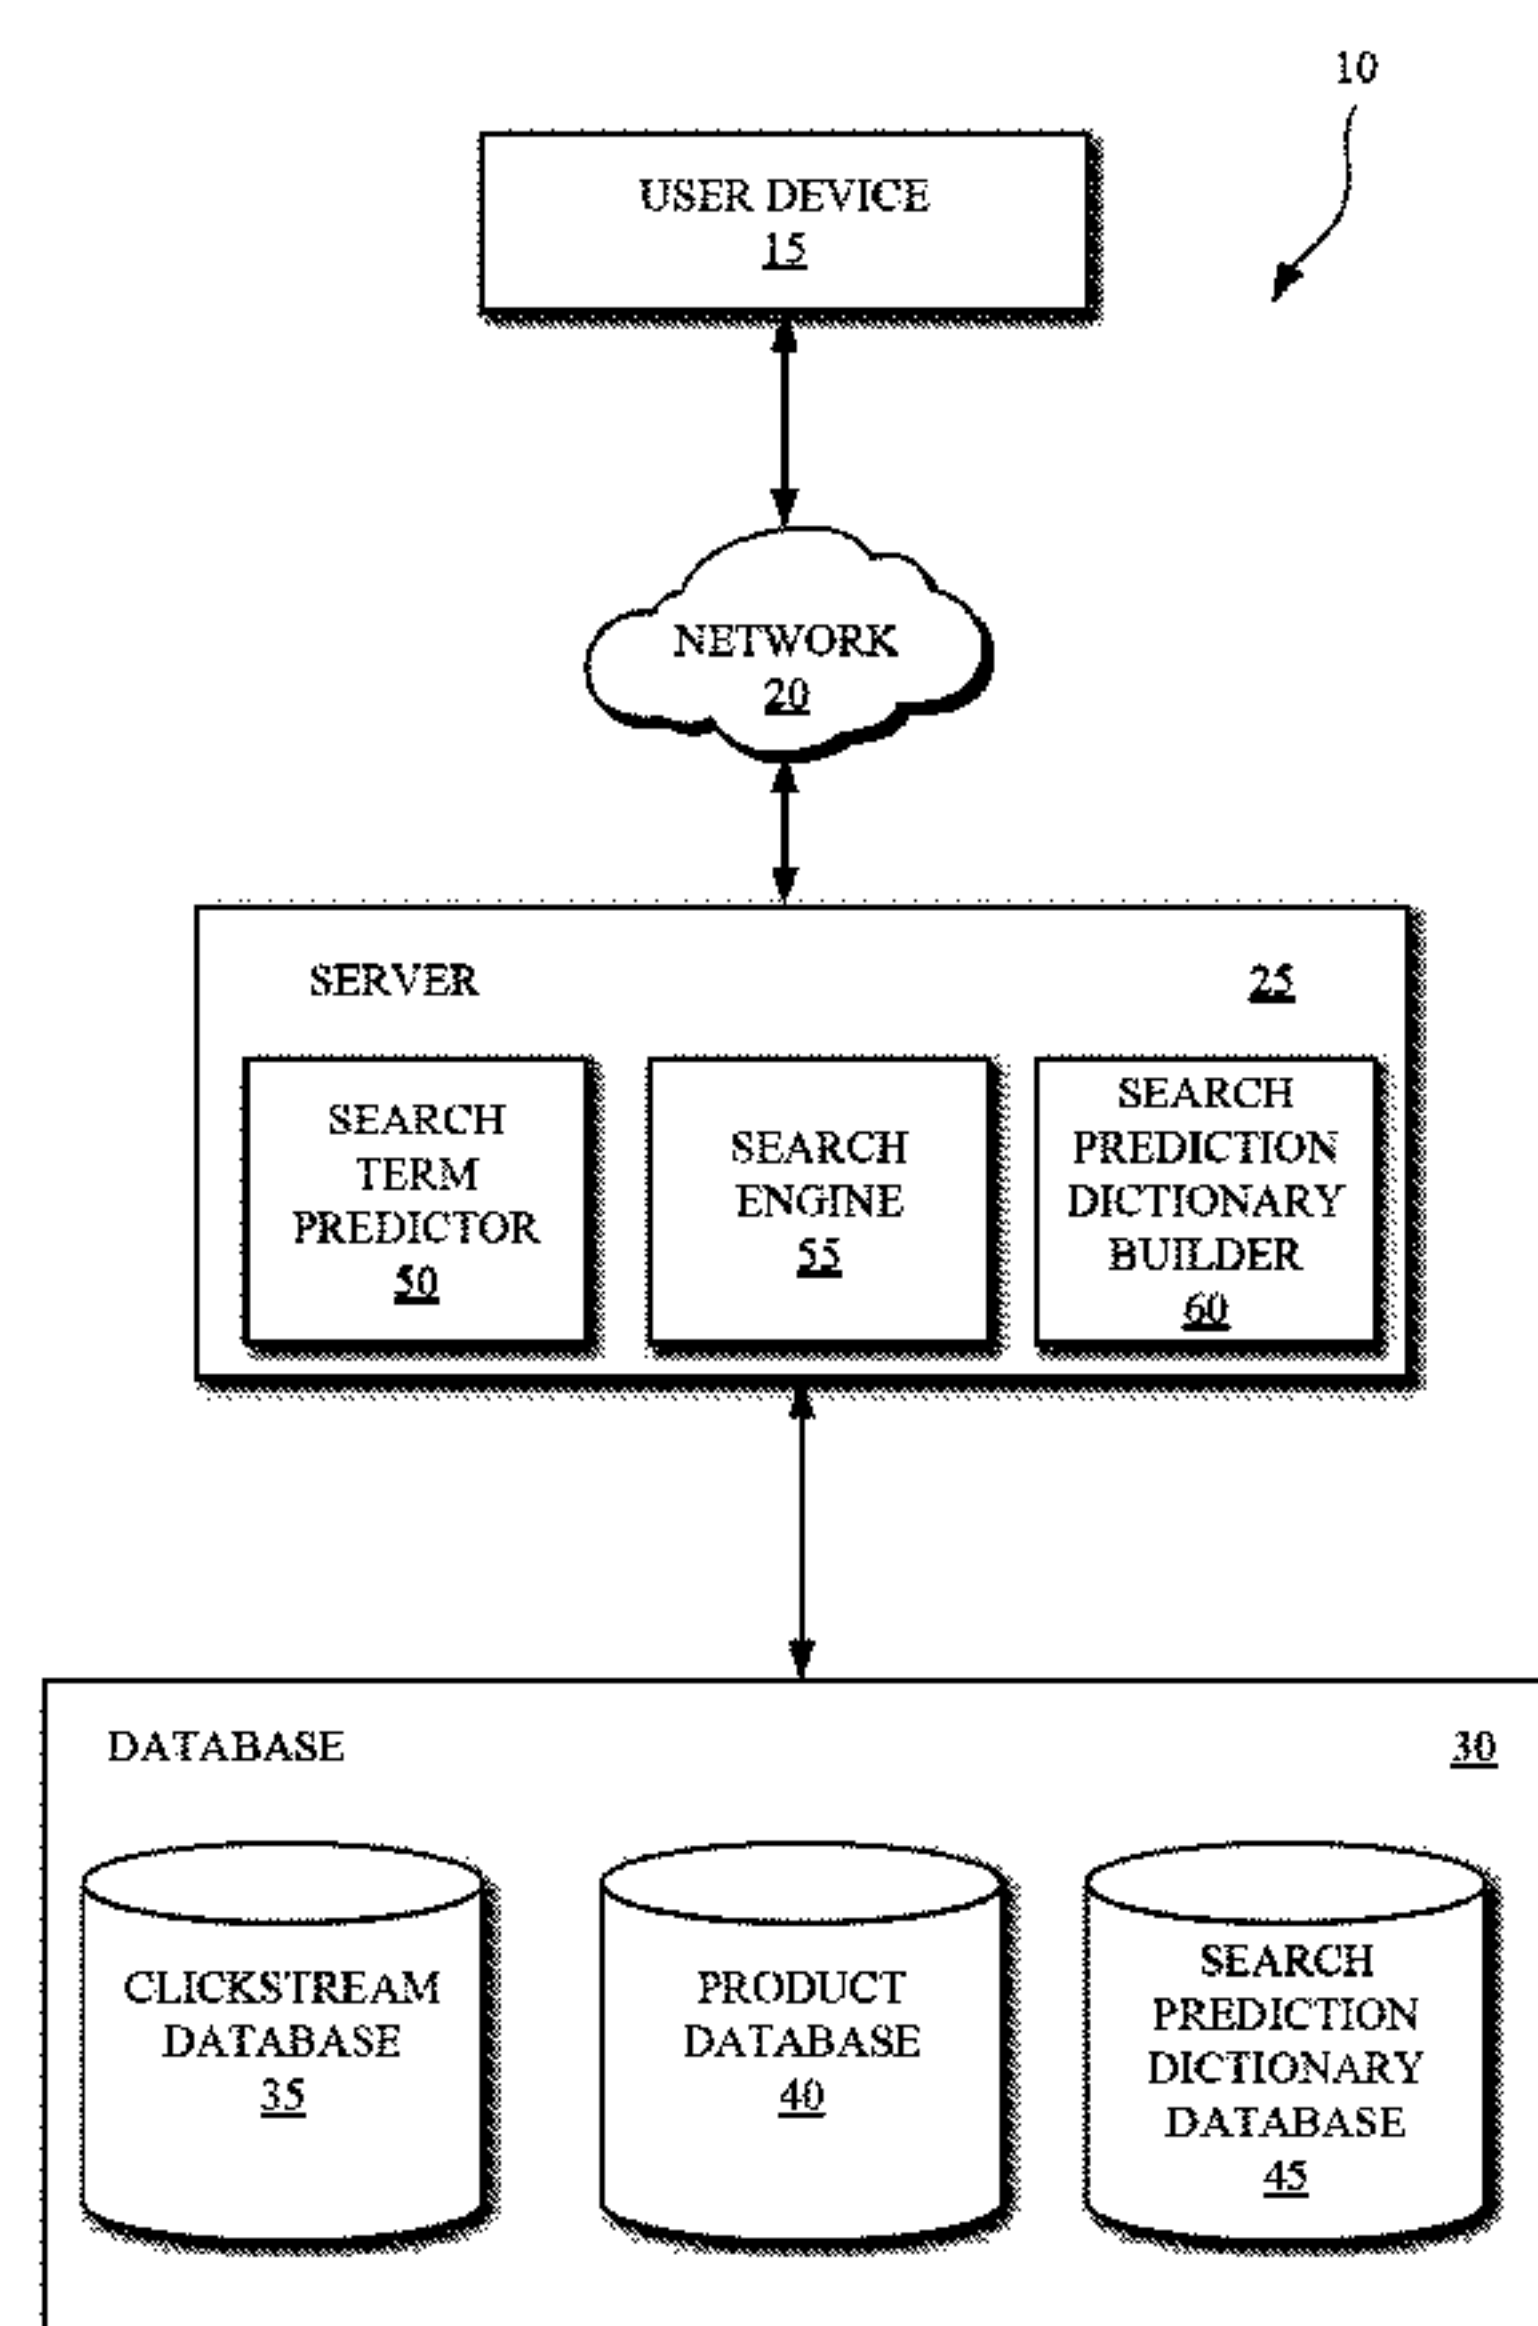 10
USER DEVICE
15
NETWORK
20
SERVER
25
SEARCH
TERM
PREDICTOR
50
SEARCH
ENGINE
55
SEARCH
PREDICTION
DICTIONARY
BUILDER
60
DATABASE
30
CLICKSTREAM
DATABASE
35
PRODUCT
DATABASE
40
SEARCH
PREDICTION
DICTIONARY
DATABASE
45